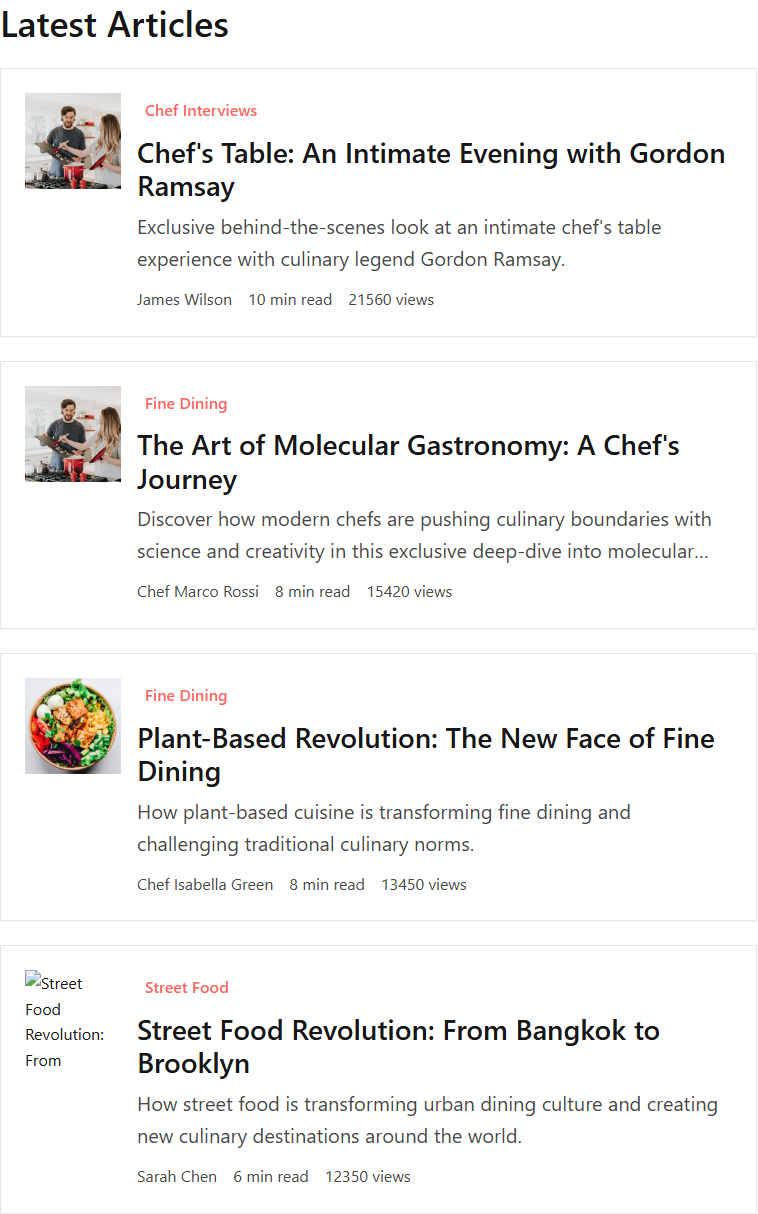 Latest Articles
Chef Interviews
Chef's Table: An Intimate Evening with Gordon
Ramsay
Exclusive behind-the-scenes look at an intimate chef's table
experience with culinary legend Gordon Ramsay.
James Wilson 10 min read 21560 views
Fine Dining
The Art of Molecular Gastronomy: A Chef's
Journey
Discover how modern chefs are pushing culinary boundaries with
science and creativity in this exclusive deep-dive into molecular...
Chef Marco Rossi 8 min read 15420 views
Fine Dining
Plant-Based Revolution: The New Face of Fine
Dining
How plant-based cuisine is transforming fine dining and
challenging traditional culinary norms.
Chef Isabella Green 8 min read 13450 views
Street
Food
Revolution:
From
Street Food
Street Food Revolution: From Bangkok to
Brooklyn
How street food is transforming urban dining culture and creating
new culinary destinations around the world.
Sarah Chen 6 min read 12350 views